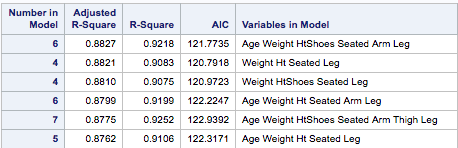 Number in Model Adjusted R-Square R-Square AIC Variables in Model
6 0.8827 0.9218 121.7735 Age Weight HtShoes Seated Arm Leg
4 0.8821 0.9083 120.7918 Weight Ht Seated Leg
4 0.8810 0.9075 120.9723 Weight HtShoes Seated Leg
6 0.8799 0.9199 122.2247 Age Weight Ht Seated Arm Leg
7 0.8775 0.9252 122.9392 Age Weight HtShoes Seated Arm Thigh Leg
5 0.8762 0.9106 122.3171 Age Weight Ht Seated Leg